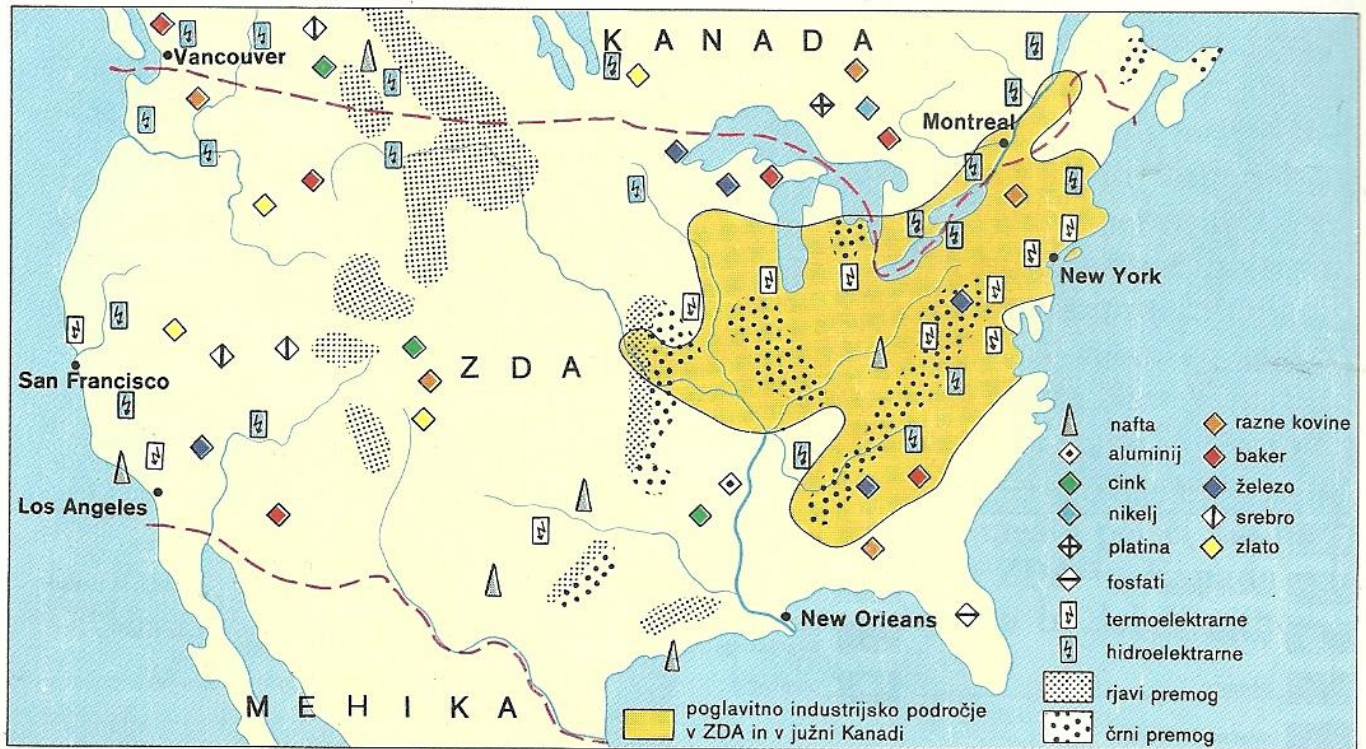 KANADA
Vancouver
Montreal
New York
ZDA
San Francisco
Los Angeles
New Orieans
MEHIKA
nafta
aluminij
cink
nikelj
platina
fosfati
termoelektrarne
hidroelektrarne
rjavi premog
črni premog
razne kovine
baker
železo
srebro
zlato
poglavitno industrijsko področje
v ZDA in v južni Kanadi